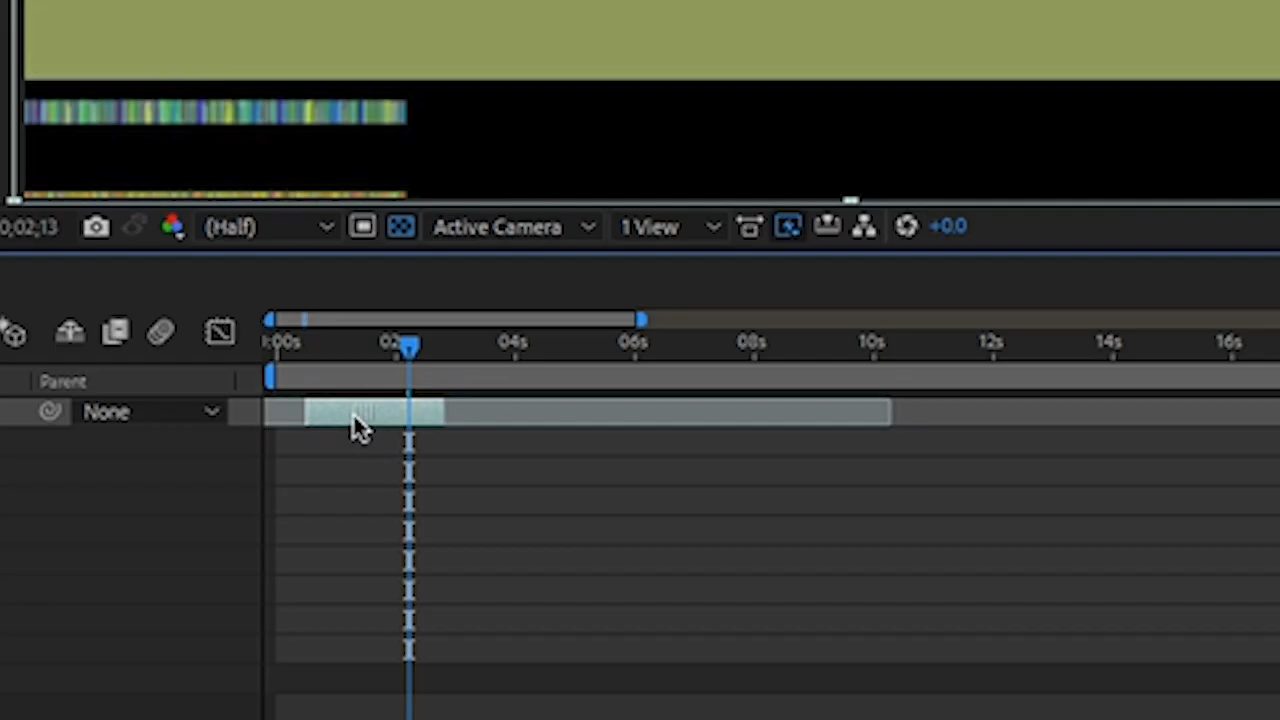 0;02;13 (Half) Active Camera 1 View +0.0
:00s 02 04s 06s 08s 10s 12s 14s 16s
Parent
None